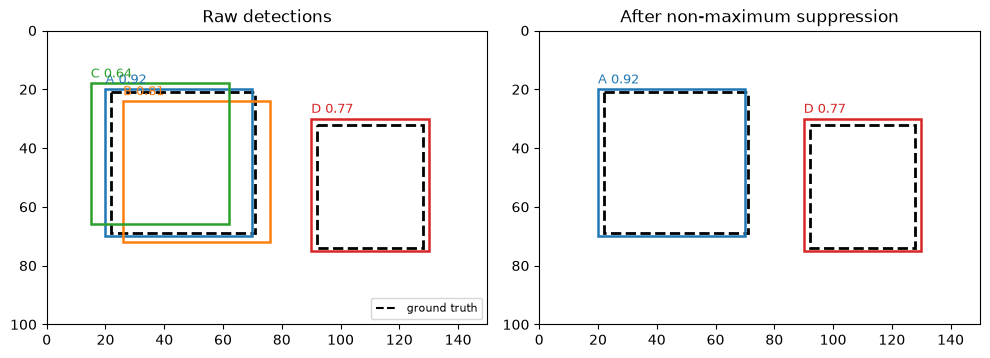 Raw detections
C 0.64
A 0.92
B 0.81
D 0.77
ground truth
0
20
40
60
80
100
0 20 40 60 80 100 120 140
After non-maximum suppression
A 0.92
D 0.77
0
20
40
60
80
100
0 20 40 60 80 100 120 140